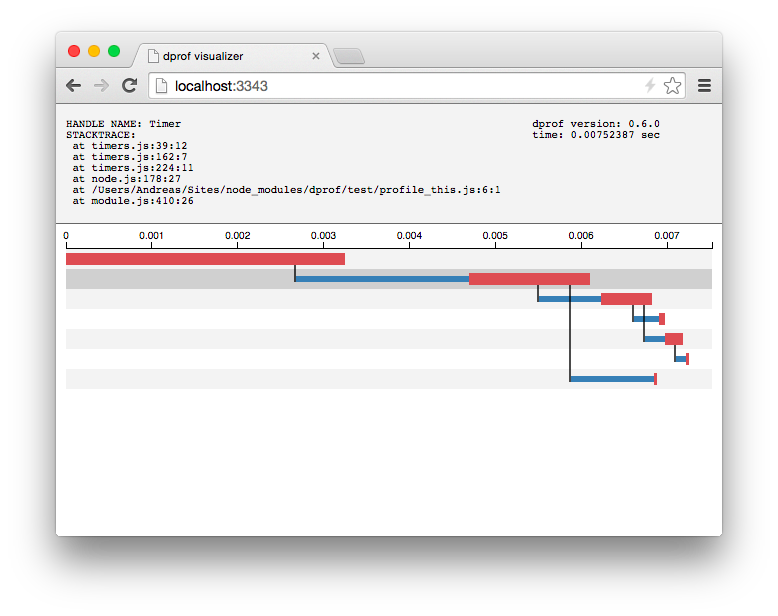 dprof visualizer
localhost:3343
HANDLE NAME: Timer
STACKTRACE:
at timers.js:39:12
at timers.js:162:7
at timers.js:224:11
at node.js:178:27
at /Users/Andreas/Sites/node_modules/dprof/test/profile_this.js:6:1
at module.js:410:26
dprof version: 0.6.0
time: 0.00752387 sec
0 0.001 0.002 0.003 0.004 0.005 0.006 0.007